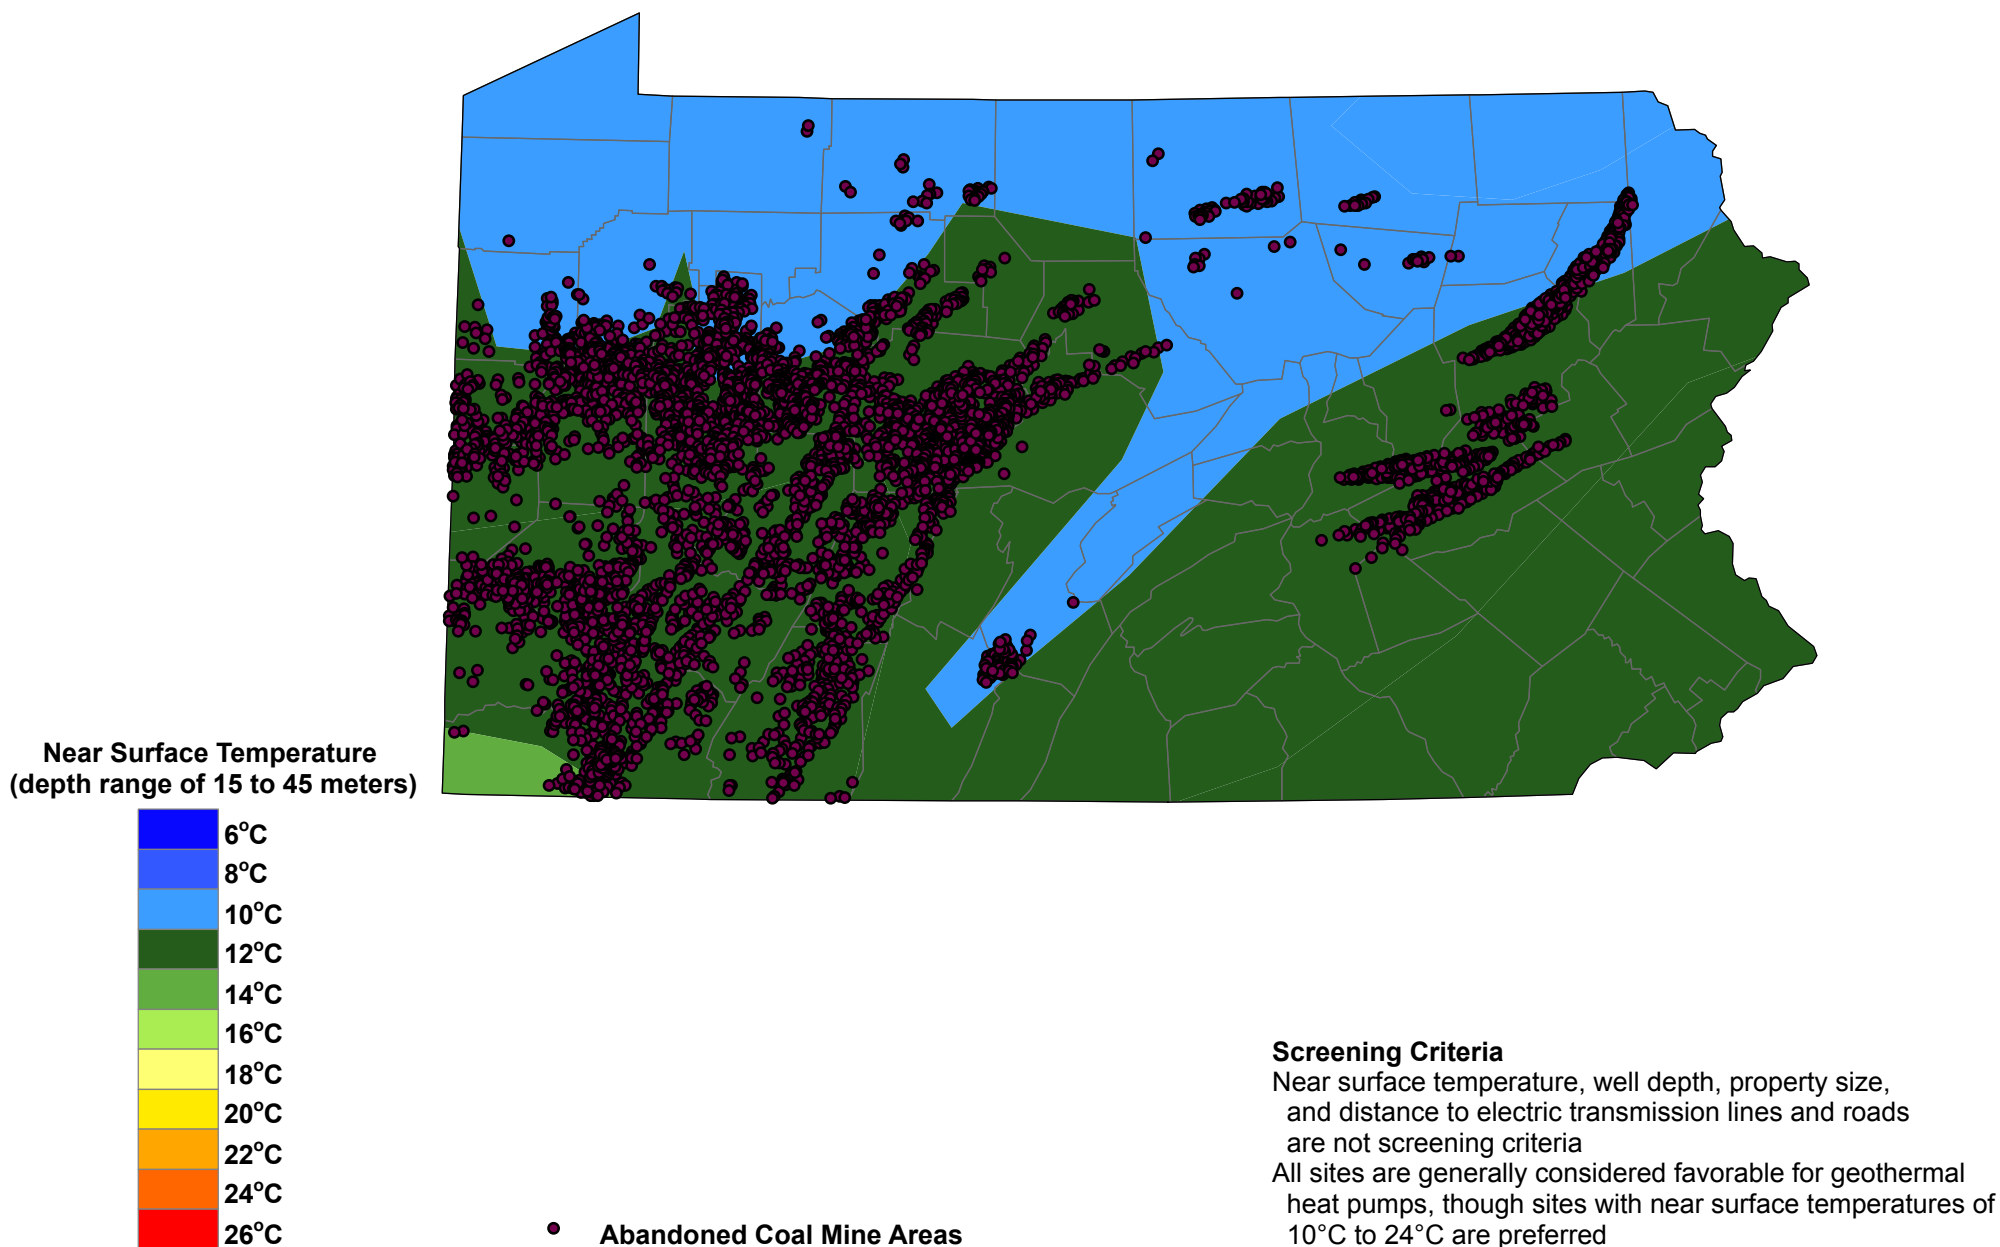 Near Surface Temperature
(depth range of 15 to 45 meters)
6°C
8°C
10°C
12°C
14°C
16°C
18°C
20°C
22°C
24°C
26°C
Abandoned Coal Mine Areas
Screening Criteria
Near surface temperature, well depth, property size,
and distance to electric transmission lines and roads
are not screening criteria
All sites are generally considered favorable for geothermal
heat pumps, though sites with near surface temperatures of
10°C to 24°C are preferred